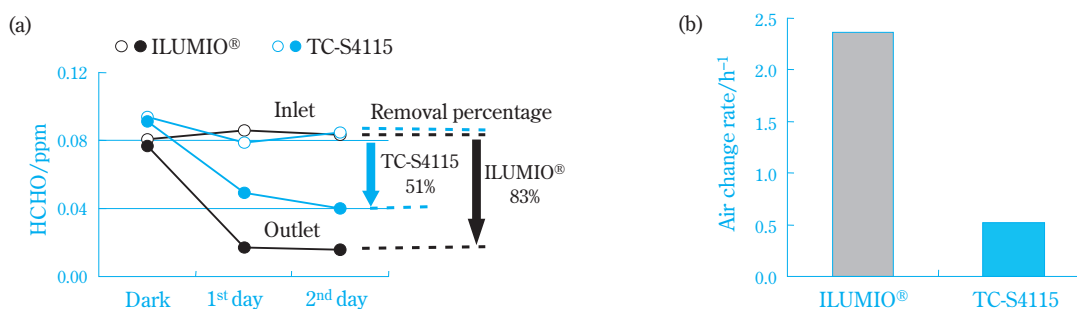 (a)
ILUMIO® TC-S4115
0.12
0.08
0.04
0.00
HCHO/ppm
Inlet
Removal percentage
TC-S4115
51%
ILUMIO®
83%
Outlet
Dark 1st day 2nd day
(b)
2.5
2.0
1.5
1.0
0.5
0.0
Air change rate/h–1
ILUMIO® TC-S4115